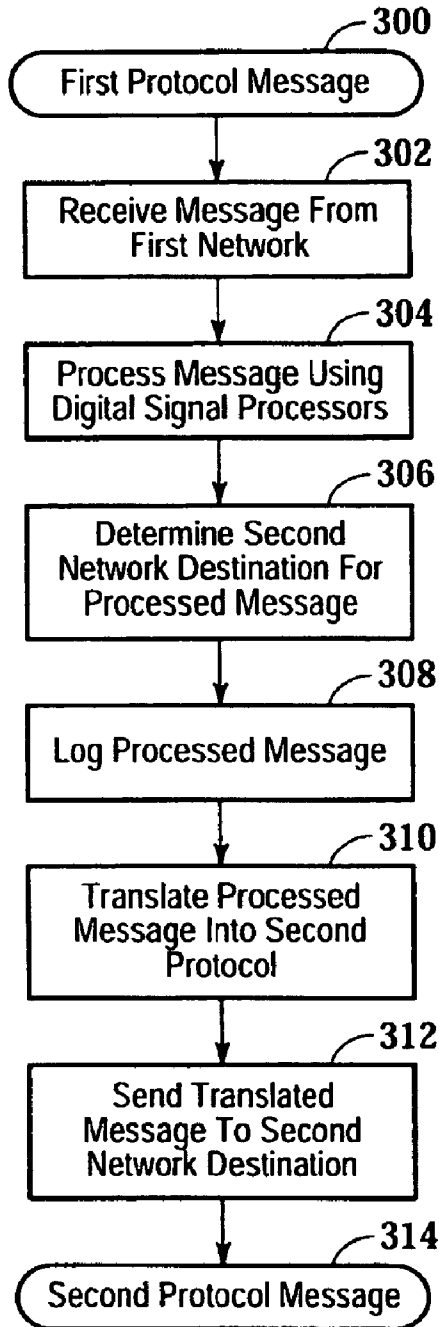 300
First Protocol Message
302
Receive Message From
First Network
304
Process Message Using
Digital Signal Processors
306
Determine Second
Network Destination For
Processed Message
308
Log Processed Message
310
Translate Processed
Message Into Second
Protocol
312
Send Translated
Message To Second
Network Destination
314
Second Protocol Message